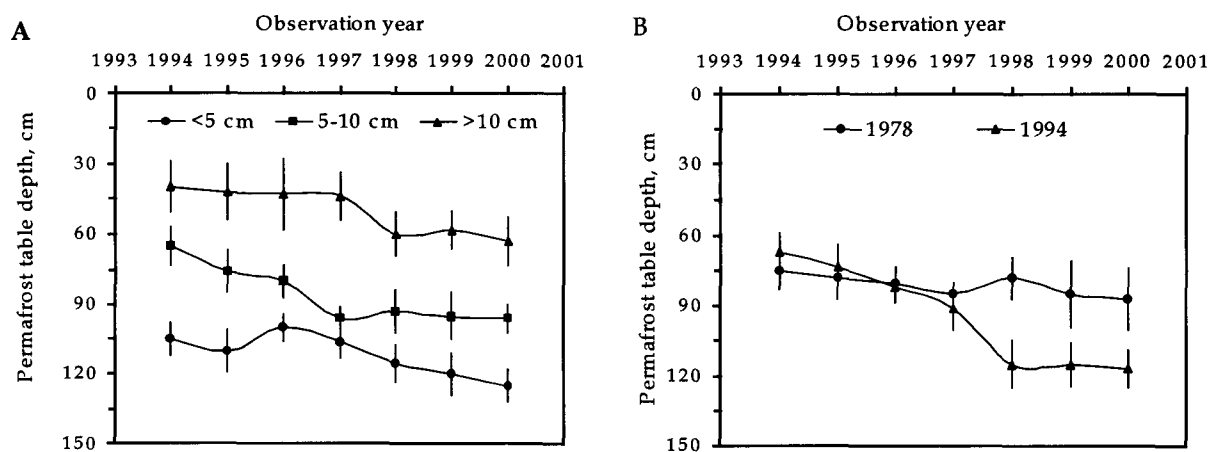 A
Observation year
1993 1994 1995 1996 1997 1998 1999 2000 2001
Permafrost table depth, cm
0
30
60
90
120
150
<5 cm 5-10 cm >10 cm
B
Observation year
1993 1994 1995 1996 1997 1998 1999 2000 2001
Permafrost table depth, cm
0
30
60
90
120
150
1978 1994